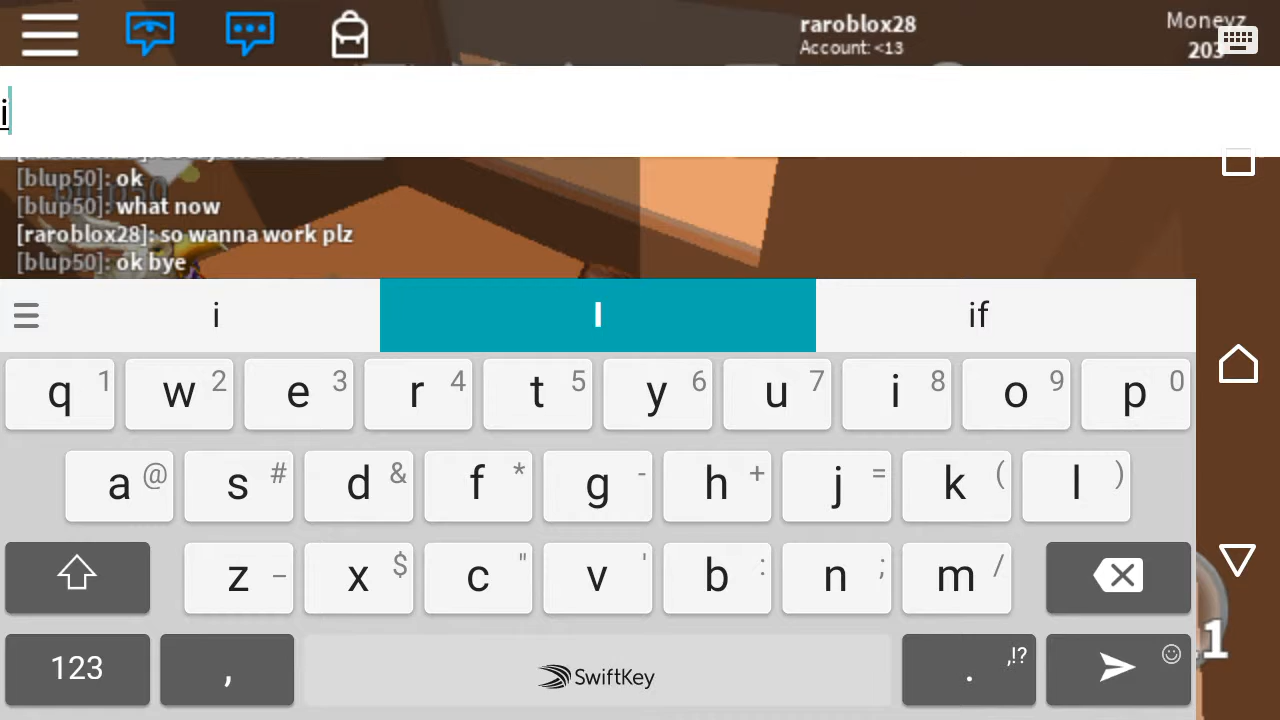 raroblox28
Account: <13
Moneyz
203
i
[blup50]: ok
[blup50]: what now
[raroblox28]: so wanna work plz
[blup50]: ok bye
i I if
q 1 w 2 e 3 r 4 t 5 y 6 u 7 i 8 o 9 p 0
a @ s # d & f * g - h + j = k ( l )
z _ x $ c " v ' b : n ; m /
123 , SwiftKey . ,!?
1